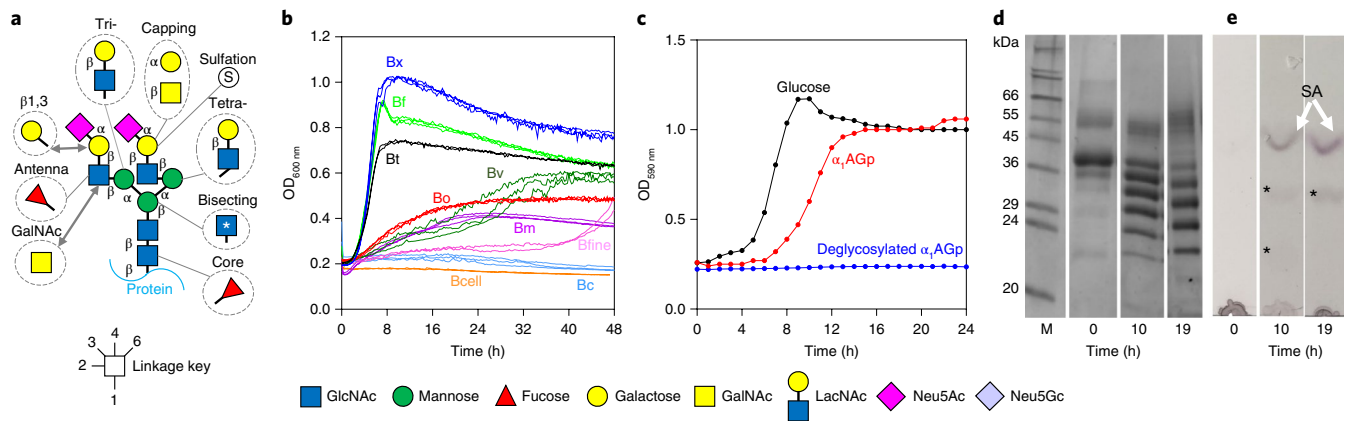 a
Tri-
Capping
β
α
β
Sulfation
S
β1,3
α
α
Tetra-
β
β
β
β
β
Antenna
β
α
α
β
Bisecting
*
GalNAc
β
β
Core
Protein
3 4 6
2
1
Linkage key
b
OD600 nm
1.2
1.0
0.8
0.6
0.4
0.2
0.0
Bx
Bf
Bt
Bv
Bo
Bm
Bfine
Bcell
Bc
0 8 16 24 32 40 48
Time (h)
c
OD590 nm
1.5
1.0
0.5
0.0
Glucose
α1AGp
Deglycosylated α1AGp
0 4 8 12 16 20 24
Time (h)
d
kDa
66
55
45
36
29
24
20
M 0 10 19
Time (h)
e
SA
*
*
*
0 10 19
Time (h)
GlcNAc Mannose Fucose Galactose GalNAc LacNAc Neu5Ac Neu5Gc